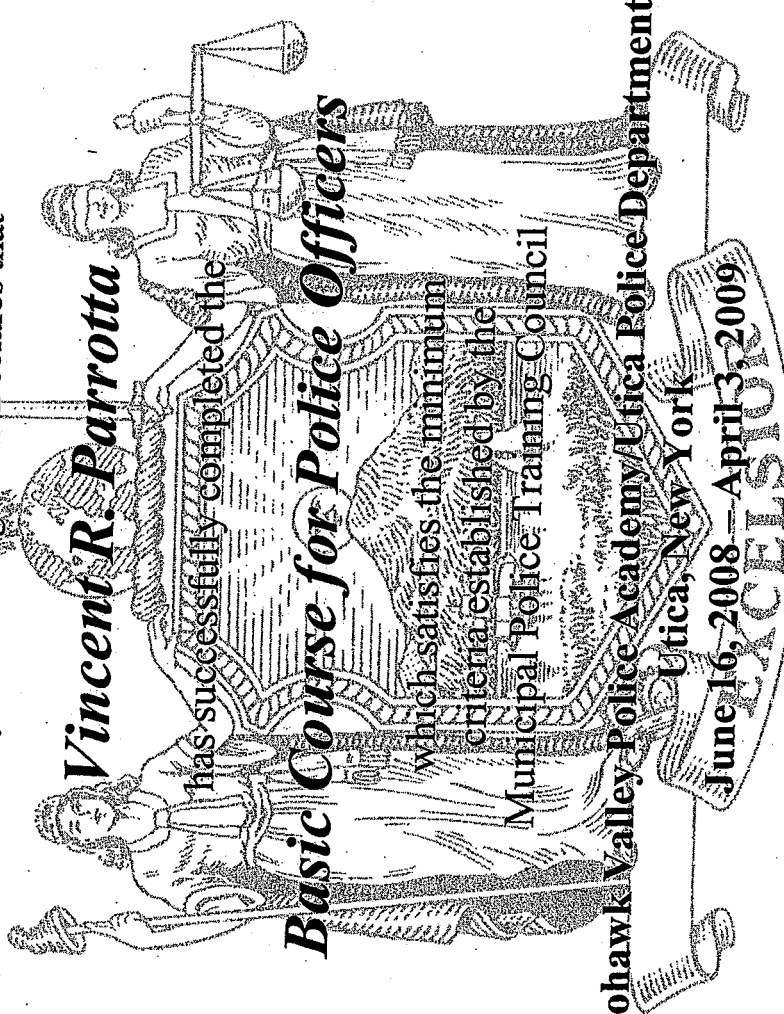 Vincent R. Parrotta
has successfully completed the
Basic Course for Police Officers
which satisfies the minimum
criteria established by the
Municipal Police Training Council
ohawk Valley Police Academy/Utica Police Department
Utica, New York
June 16, 2008 – April 3, 2009
EXCELSIOR